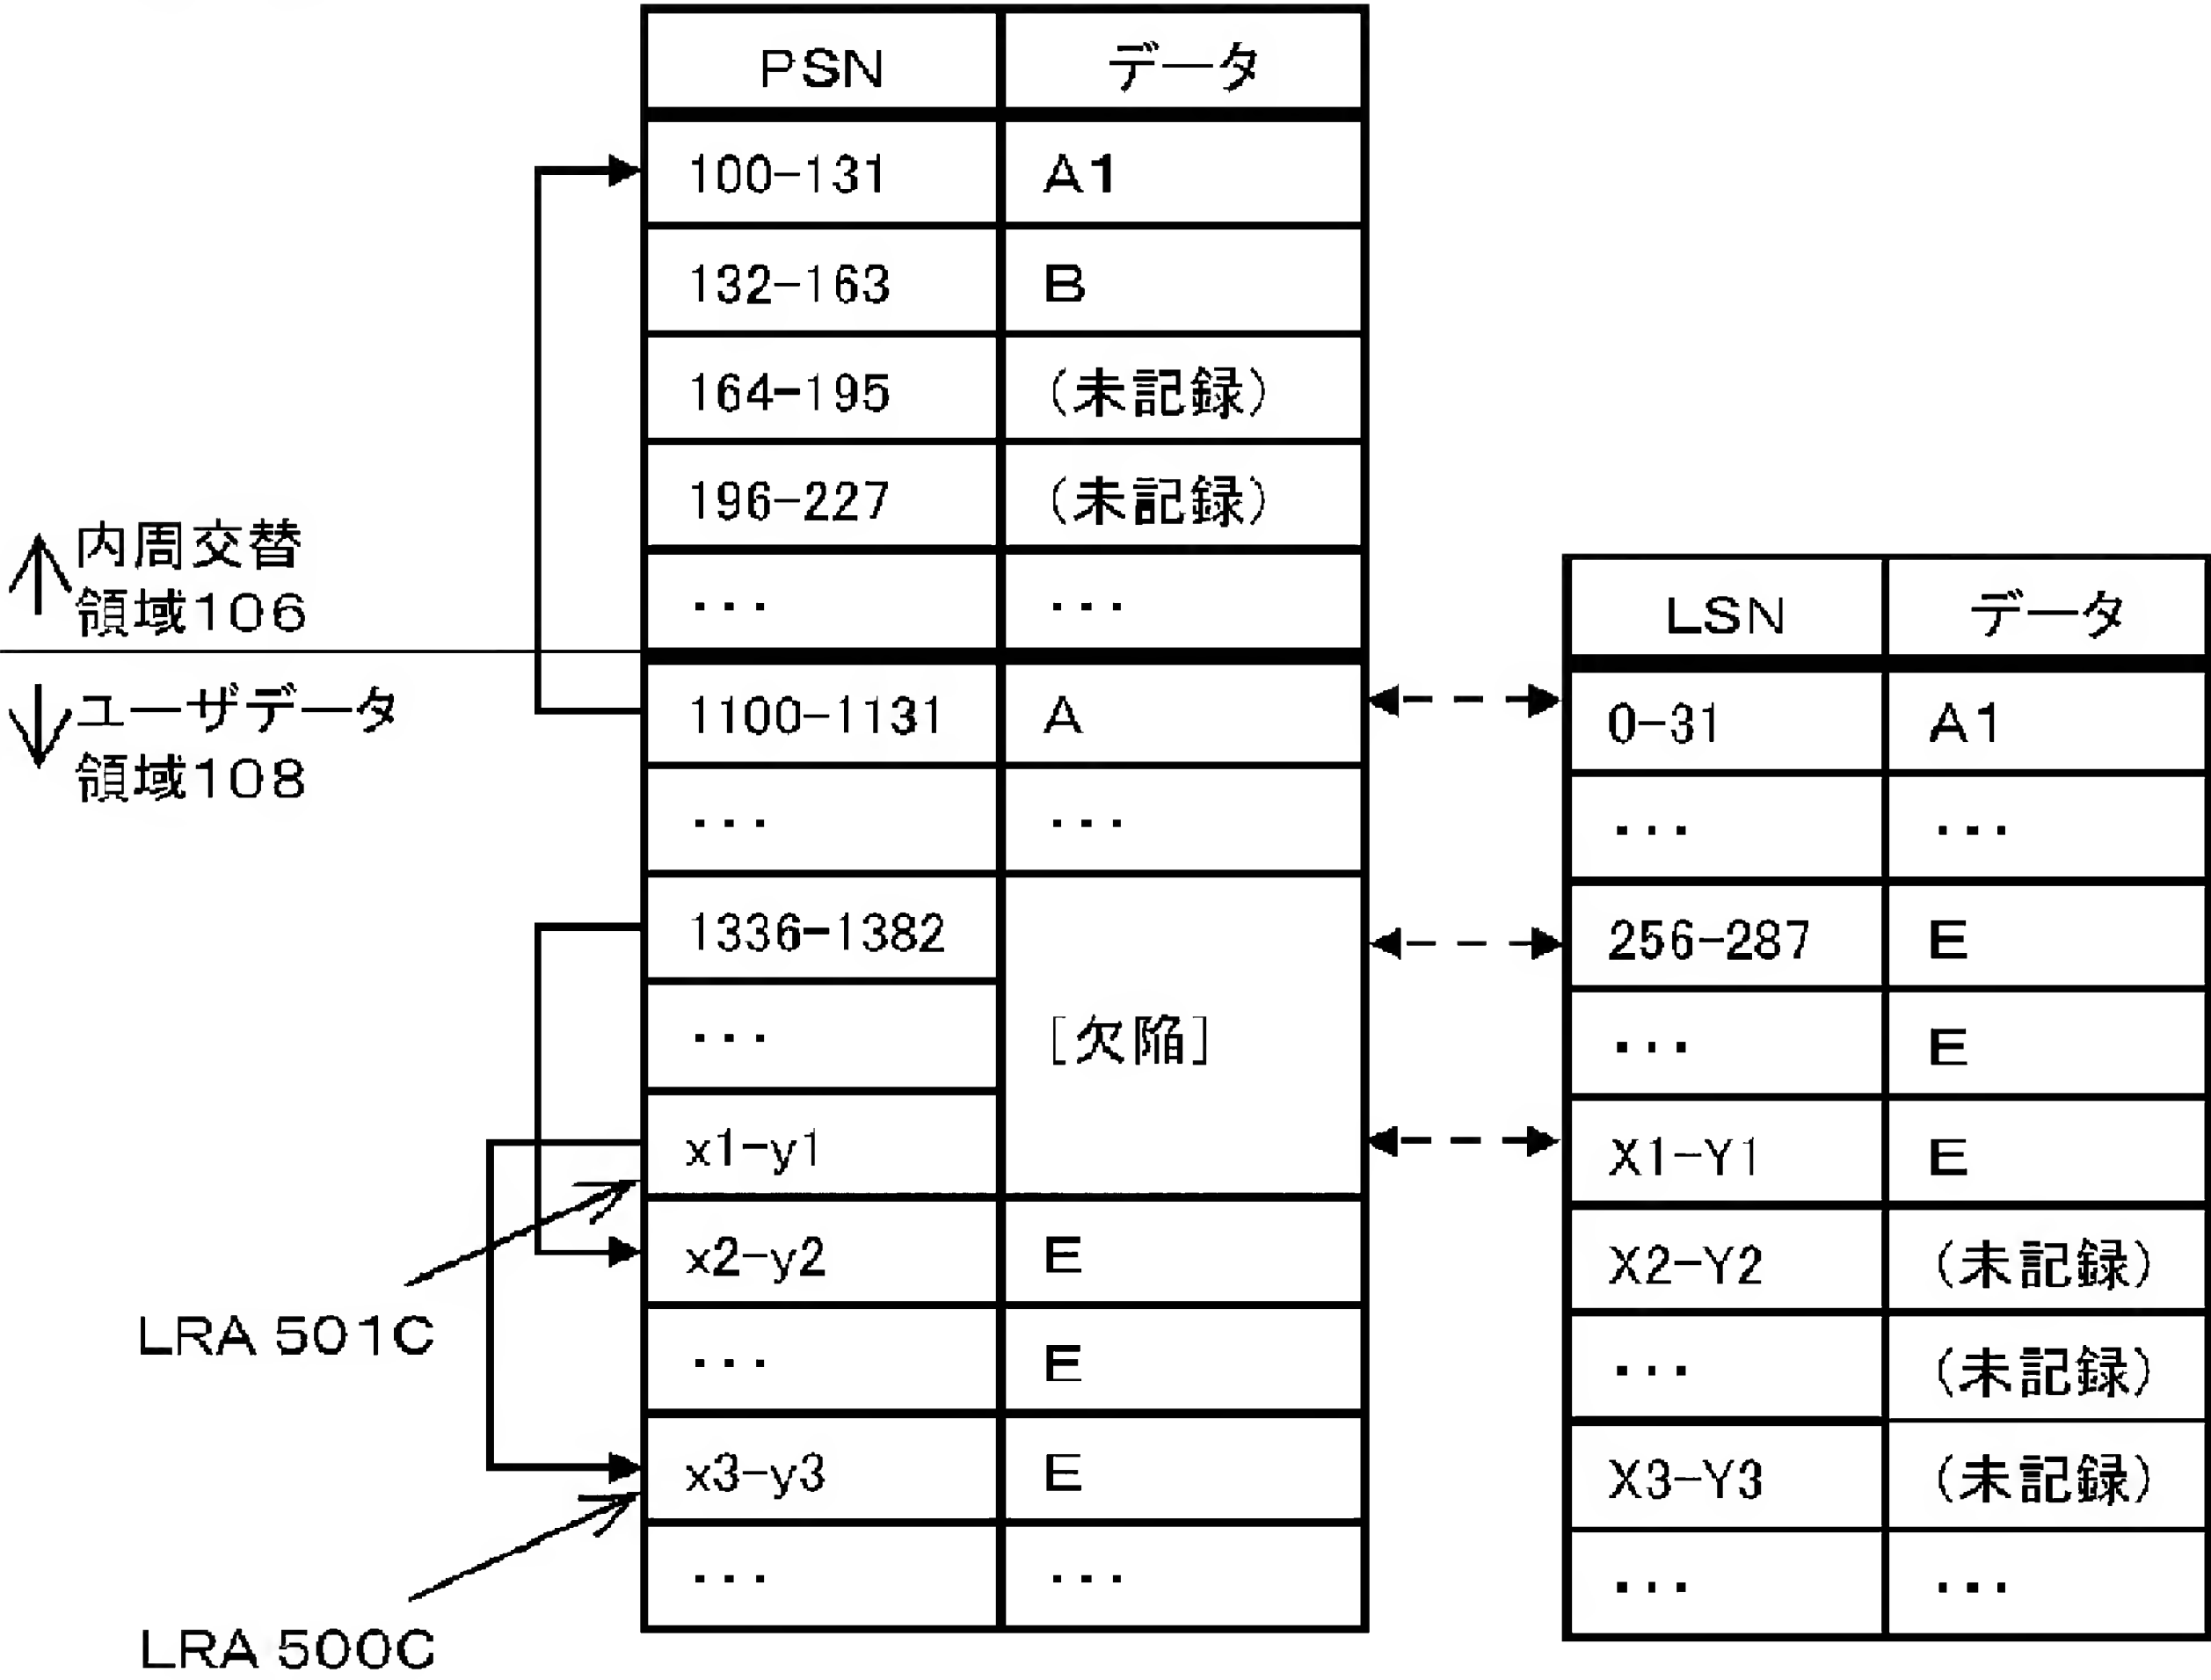 PSN データ
100-131 A1
132-163 B
164-195 (未記録)
196-227 (未記録)
... ...
内周交替
領域106
ユーザデータ
領域108
1100-1131 A
... ...
1336-1382
...
[欠陥]
x1-y1
x2-y2 E
... E
x3-y3 E
... ...
LRA 501C
LRA 500C
LSN データ
0-31 A1
... ...
256-287 E
... E
X1-Y1 E
X2-Y2 (未記録)
... (未記録)
X3-Y3 (未記録)
... ...